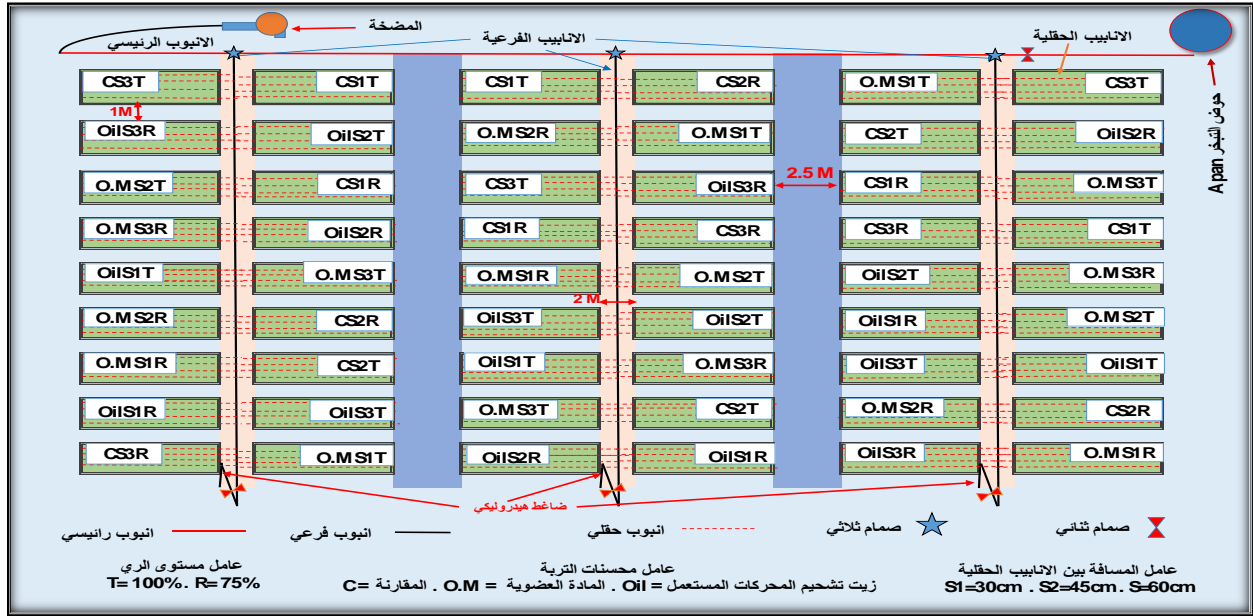 المضخة
الانبوب الرئيسي
الانابيب الفرعية
الانابيب الحقلية
حوض التبخر Apan
CS3T CS1T CS1T CS2R O.MS1T CS3T
1M
OilS3R OilS2T O.MS2R O.MS1T CS2T OilS2R
2.5 M
O.MS2T CS1R CS3T OilS3R CS1R O.MS3T
O.MS3R OilS2R CS1R CS3R CS3R CS1T
OilS1T O.MS3T O.MS1R O.MS2T OilS2T O.MS3R
2 M
O.MS2R CS2R OilS3T OilS2T OilS1R O.MS2T
O.MS1R CS2T OilS1T O.MS3R OilS3T OilS1T
OilS1R OilS3T O.MS3T CS2T O.MS2R CS2R
CS3R O.MS1T OilS2R OilS1R OilS3R O.MS1R
ضاغط هيدروليكي
صمام ثنائي
صمام ثلاثي
انبوب حقلي
انبوب فرعي
انبوب رائيسي
عامل المسافة بين الانابيب الحقلية
S1=30cm . S2=45cm . S=60cm
عامل محسنات التربة
زيت تشحيم المحركات المستعمل = Oil . المادة العضوية = O.M . المقارنة = C
عامل مستوى الري
T= 100% . R= 75%